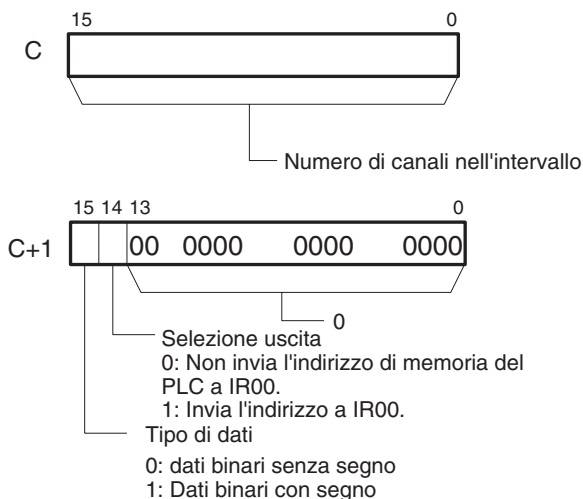 15 0
C
Numero di canali nell'intervallo
15 14 13 0
C+1 00 0000 0000 0000
0
Selezione uscita
0: Non invia l'indirizzo di memoria del
PLC a IR00.
1: Invia l'indirizzo a IR00.
Tipo di dati
0: dati binari senza segno
1: Dati binari con segno